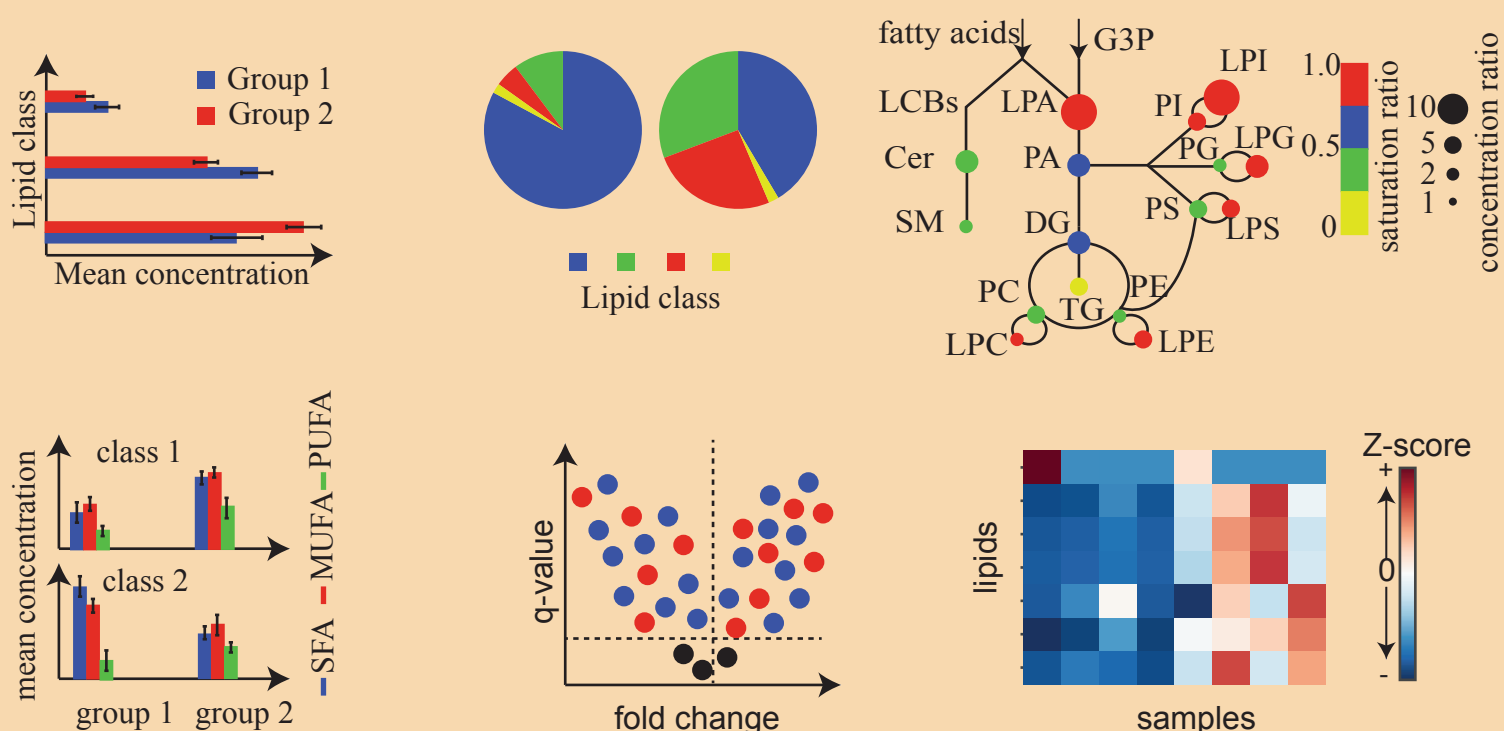 Lipid class
Group 1
Group 2
Mean concentration
Lipid class
fatty acids
G3P
LCBs
LPA
PI
LPI
Cer
PA
PG
LPG
SM
DG
PS
LPS
PC
TG
PE
LPC
LPE
1.0
0.5
0
saturation ratio
10
5
2
1
concentration ratio
mean concentration
class 1
class 2
group 1
group 2
SFA
MUFA
PUFA
q-value
fold change
lipids
samples
Z-score
+
0
-